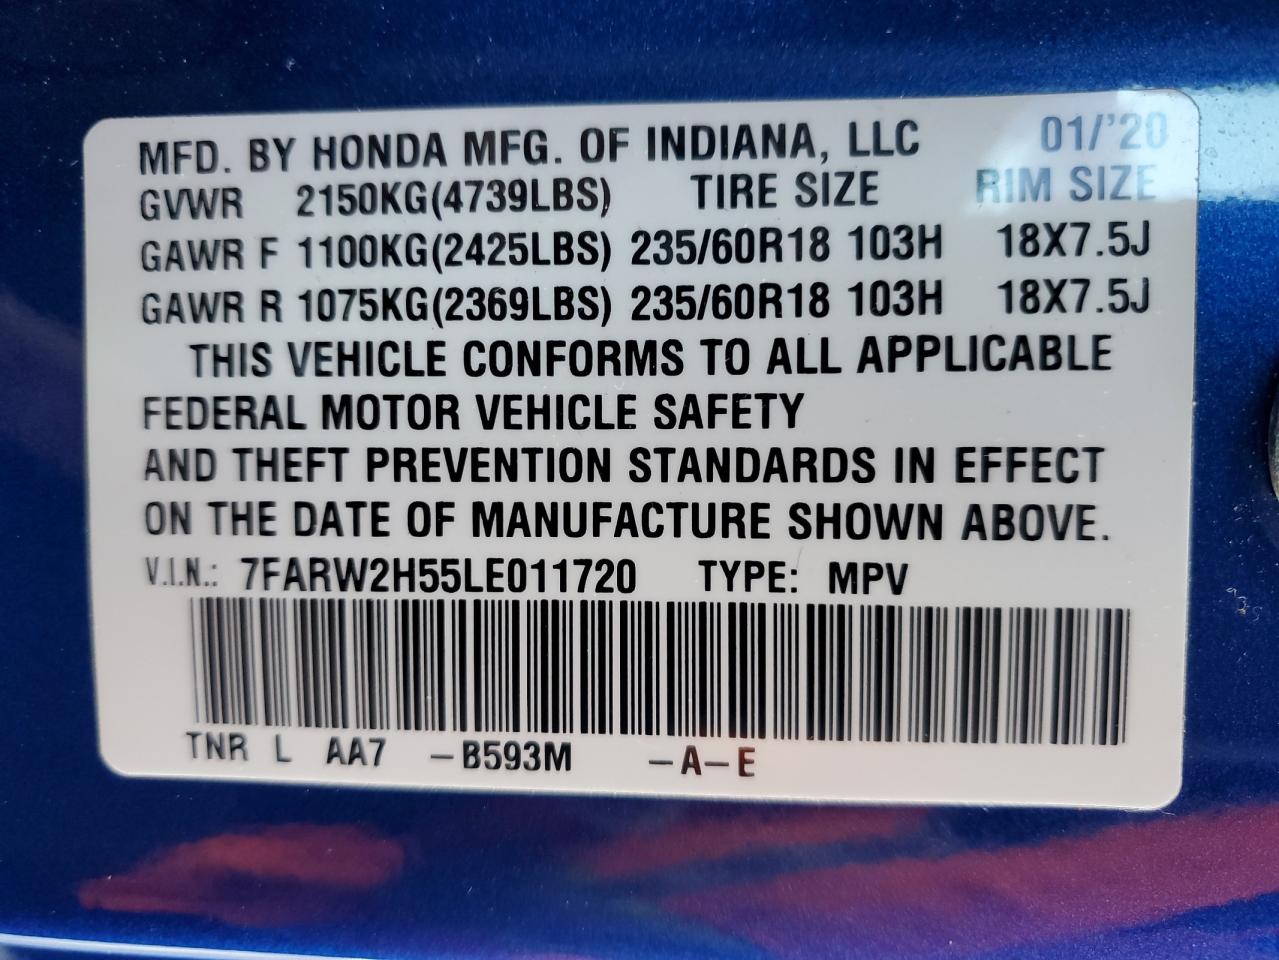 MFD. BY HONDA MFG. OF INDIANA, LLC 01/'20
GVWR 2150KG(4739LBS) TIRE SIZE RIM SIZE
GAWR F 1100KG(2425LBS) 235/60R18 103H 18X7.5J
GAWR R 1075KG(2369LBS) 235/60R18 103H 18X7.5J
THIS VEHICLE CONFORMS TO ALL APPLICABLE
FEDERAL MOTOR VEHICLE SAFETY
AND THEFT PREVENTION STANDARDS IN EFFECT
ON THE DATE OF MANUFACTURE SHOWN ABOVE.
V.I.N.: 7FARW2H55LE011720 TYPE: MPV
TNR L AA7 -B593M -A-E